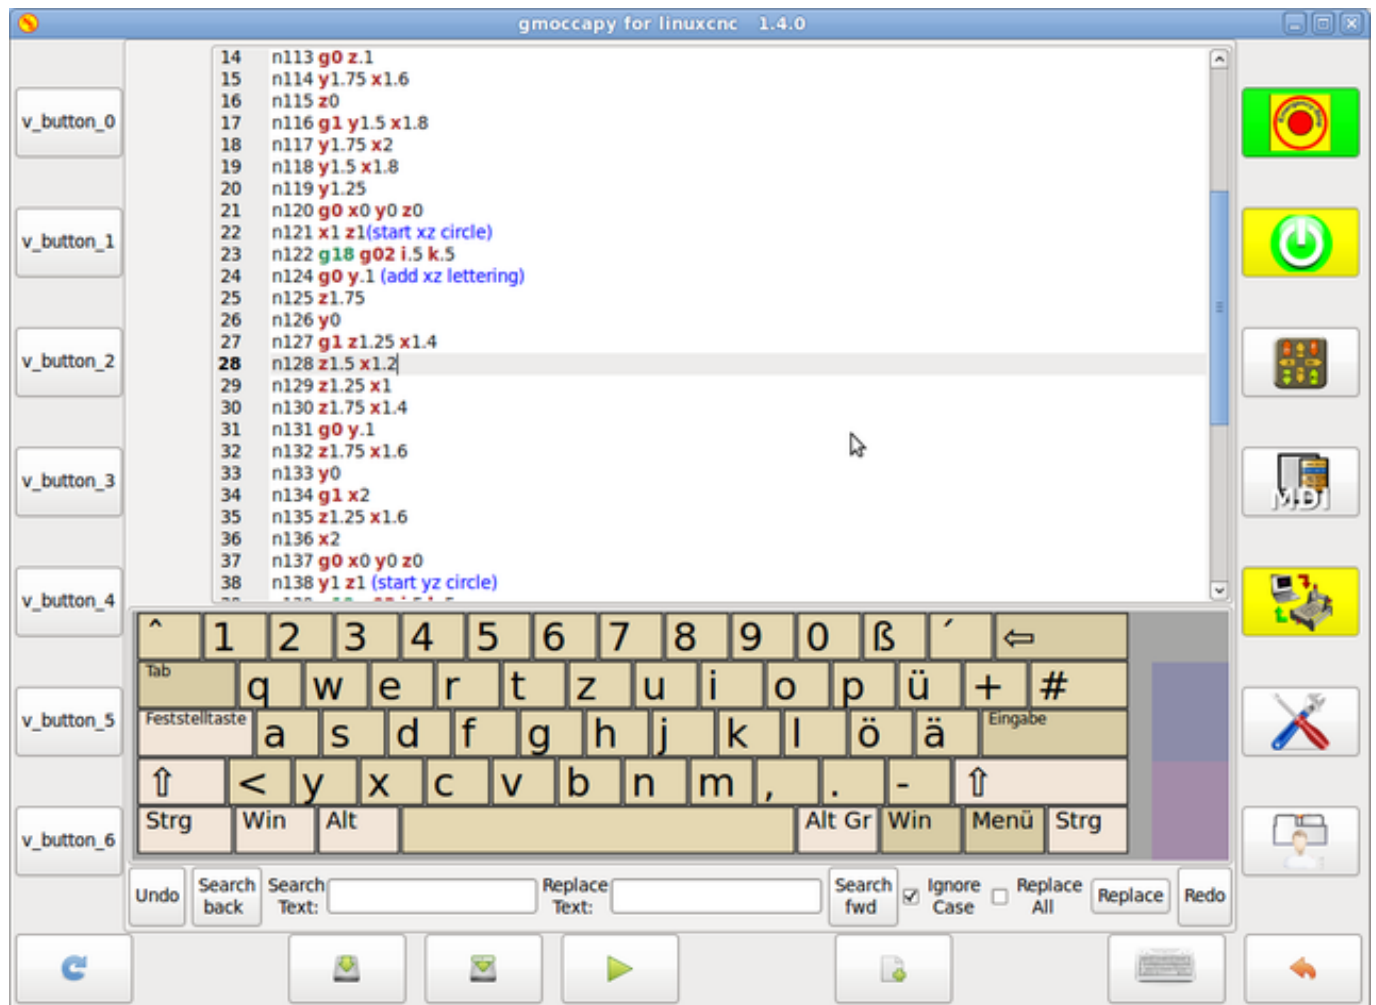 gmoccapy for linuxcnc 1.4.0
v_button_0
v_button_1
v_button_2
v_button_3
v_button_4
v_button_5
v_button_6
14 n113 g0 z.1
15 n114 y1.75 x1.6
16 n115 z0
17 n116 g1 y1.5 x1.8
18 n117 y1.75 x2
19 n118 y1.5 x1.8
20 n119 y1.25
21 n120 g0 x0 y0 z0
22 n121 x1 z1(start xz circle)
23 n122 g18 g02 i.5 k.5
24 n124 g0 y.1 (add xz lettering)
25 n125 z1.75
26 n126 y0
27 n127 g1 z1.25 x1.4
28 n128 z1.5 x1.2
29 n129 z1.25 x1
30 n130 z1.75 x1.4
31 n131 g0 y.1
32 n132 z1.75 x1.6
33 n133 y0
34 n134 g1 x2
35 n135 z1.25 x1.6
36 n136 x2
37 n137 g0 x0 y0 z0
38 n138 y1 z1 (start yz circle)
MDI
^ 1 2 3 4 5 6 7 8 9 0 ß ´ ⇦
Tab q w e r t z u i o p ü + #
Feststelltaste a s d f g h j k l ö ä Eingabe
⇧ < y x c v b n m , . - ⇧
Strg Win Alt Alt Gr Win Menü Strg
Undo
Search back
Search Text:
Replace Text:
Search fwd
Ignore Case
Replace All
Replace
Redo